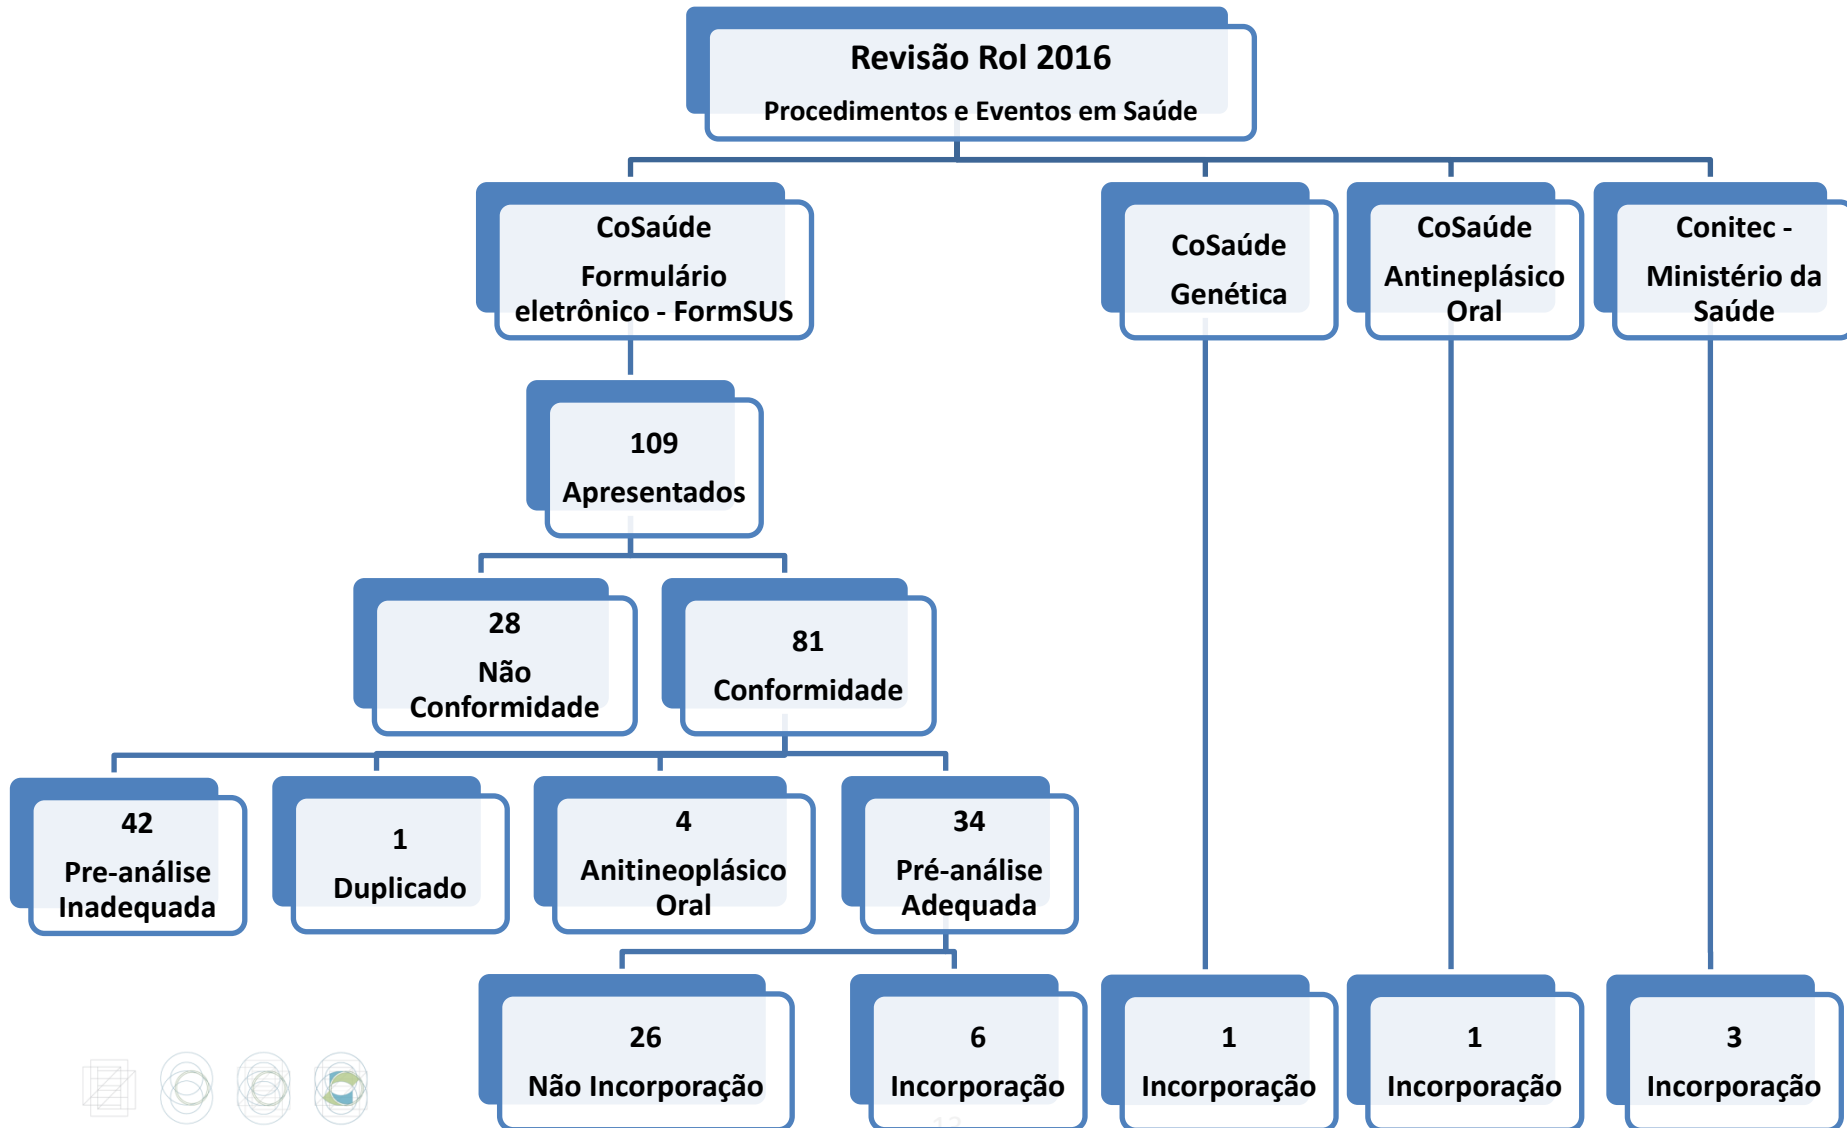 Revisão Rol 2016
Procedimentos e Eventos em Saúde
CoSaúde
Formulário
eletrônico - FormSUS
CoSaúde
Genética
CoSaúde
Antineplásico
Oral
Conitec -
Ministério da
Saúde
109
Apresentados
28
Não
Conformidade
81
Conformidade
42
Pre-análise
Inadequada
1
Duplicado
4
Anitineoplásico
Oral
34
Pré-análise
Adequada
26
Não Incorporação
6
Incorporação
1
Incorporação
1
Incorporação
3
Incorporação